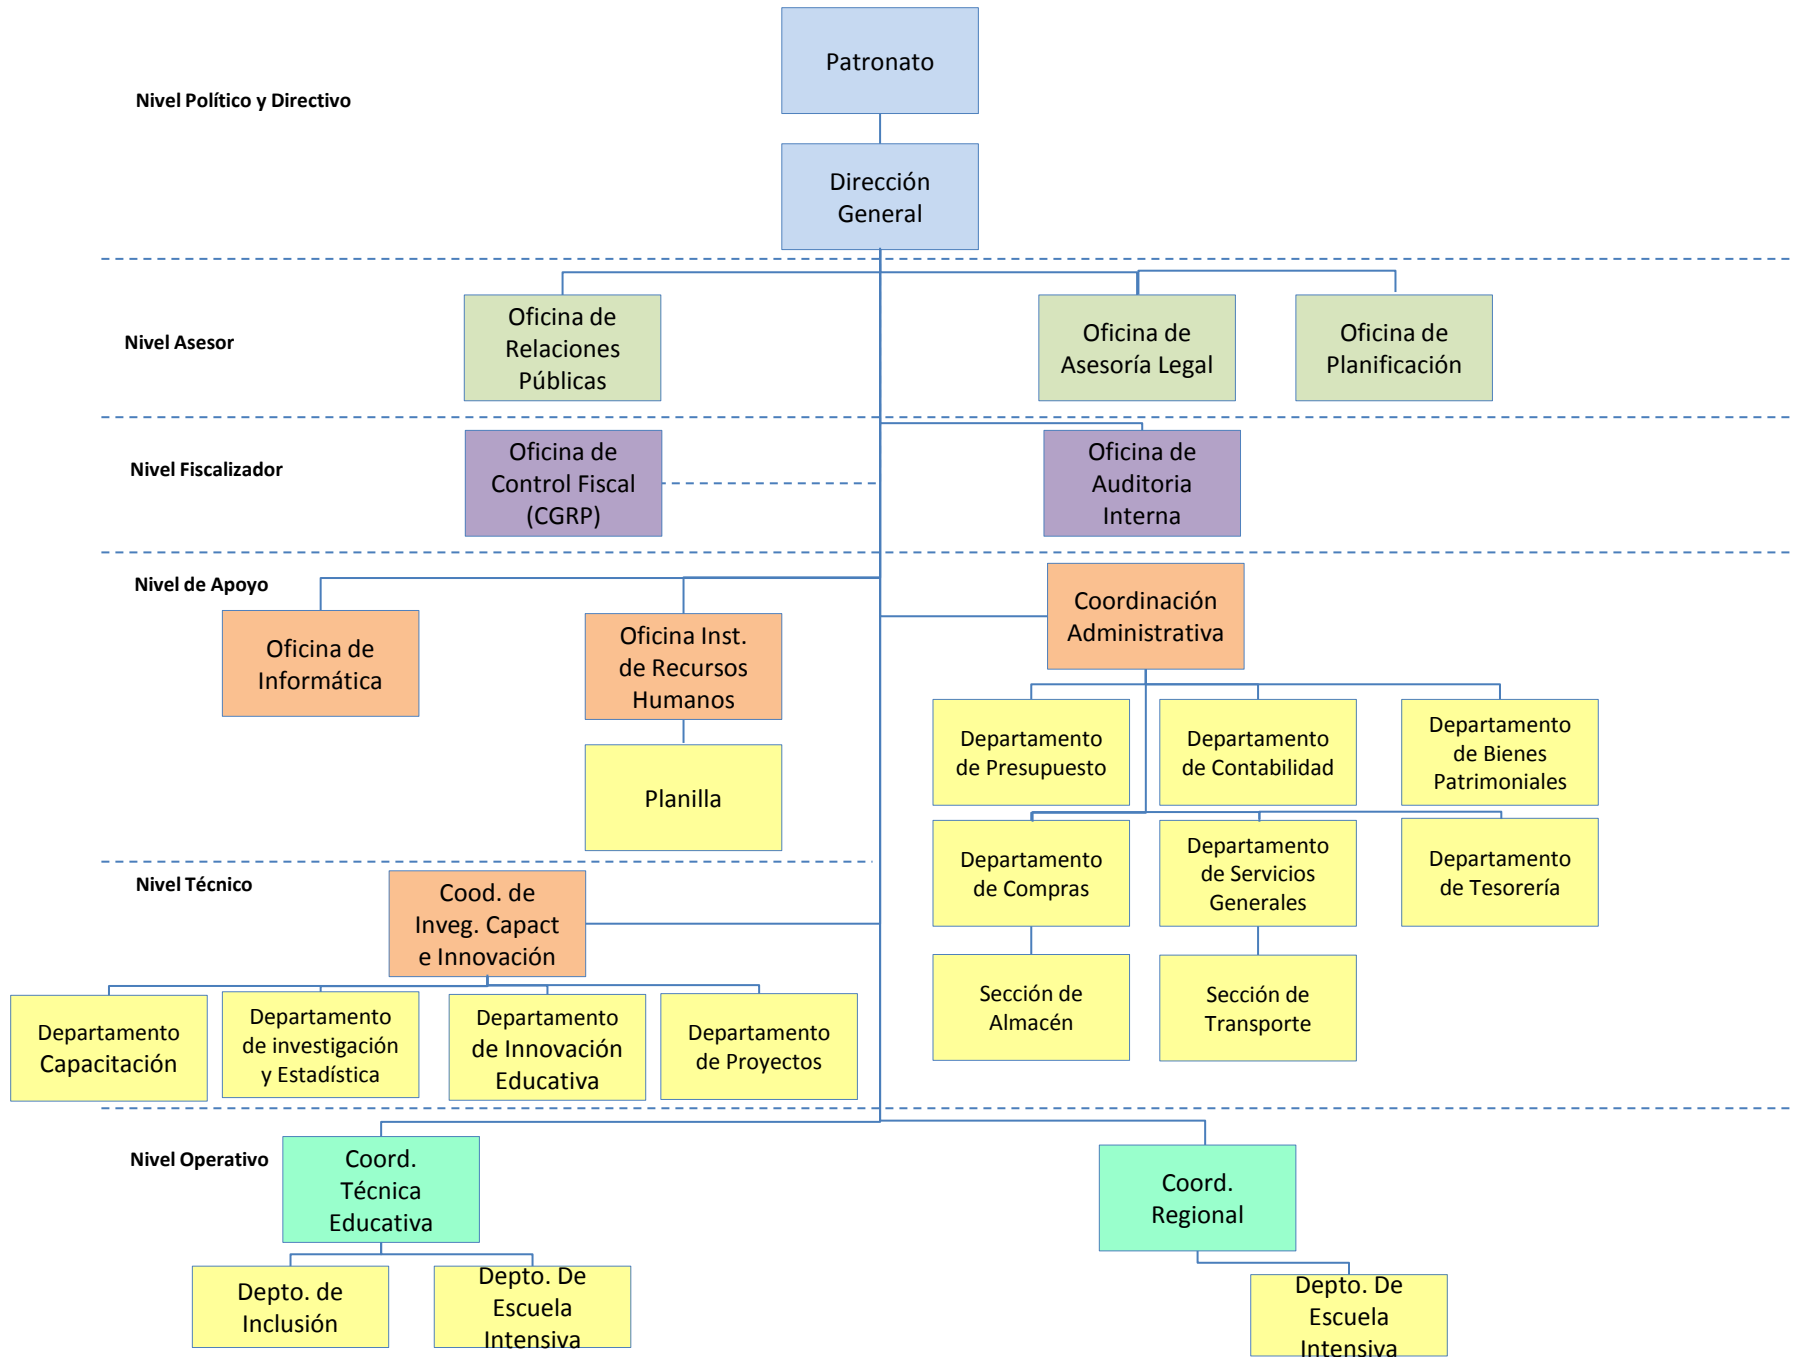 Patronato
Nivel Político y Directivo
Dirección
General
Nivel Asesor
Oficina de
Relaciones
Públicas
Oficina de
Asesoría Legal
Oficina de
Planificación
Nivel Fiscalizador
Oficina de
Control Fiscal
(CGRP)
Oficina de
Auditoria
Interna
Nivel de Apoyo
Oficina de
Informática
Oficina Inst.
de Recursos
Humanos
Planilla
Coordinación
Administrativa
Departamento
de Presupuesto
Departamento
de Contabilidad
Departamento
de Bienes
Patrimoniales
Departamento
de Compras
Departamento
de Servicios
Generales
Departamento
de Tesorería
Sección de
Almacén
Sección de
Transporte
Nivel Técnico
Cood. de
Inveg. Capact
e Innovación
Departamento
Capacitación
Departamento
de investigación
y Estadística
Departamento
de Innovación
Educativa
Departamento
de Proyectos
Nivel Operativo
Coord.
Técnica
Educativa
Coord.
Regional
Depto. de
Inclusión
Depto. De
Escuela
Intensiva
Depto. De
Escuela
Intensiva